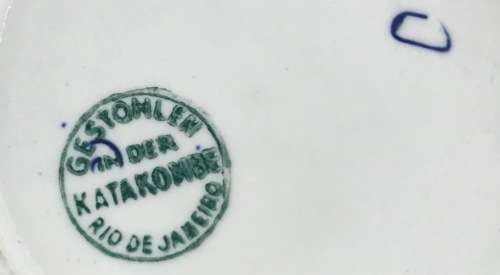 GESTOHLEN
IN DER
KATAKOMBE
RIO DE JANEIRO